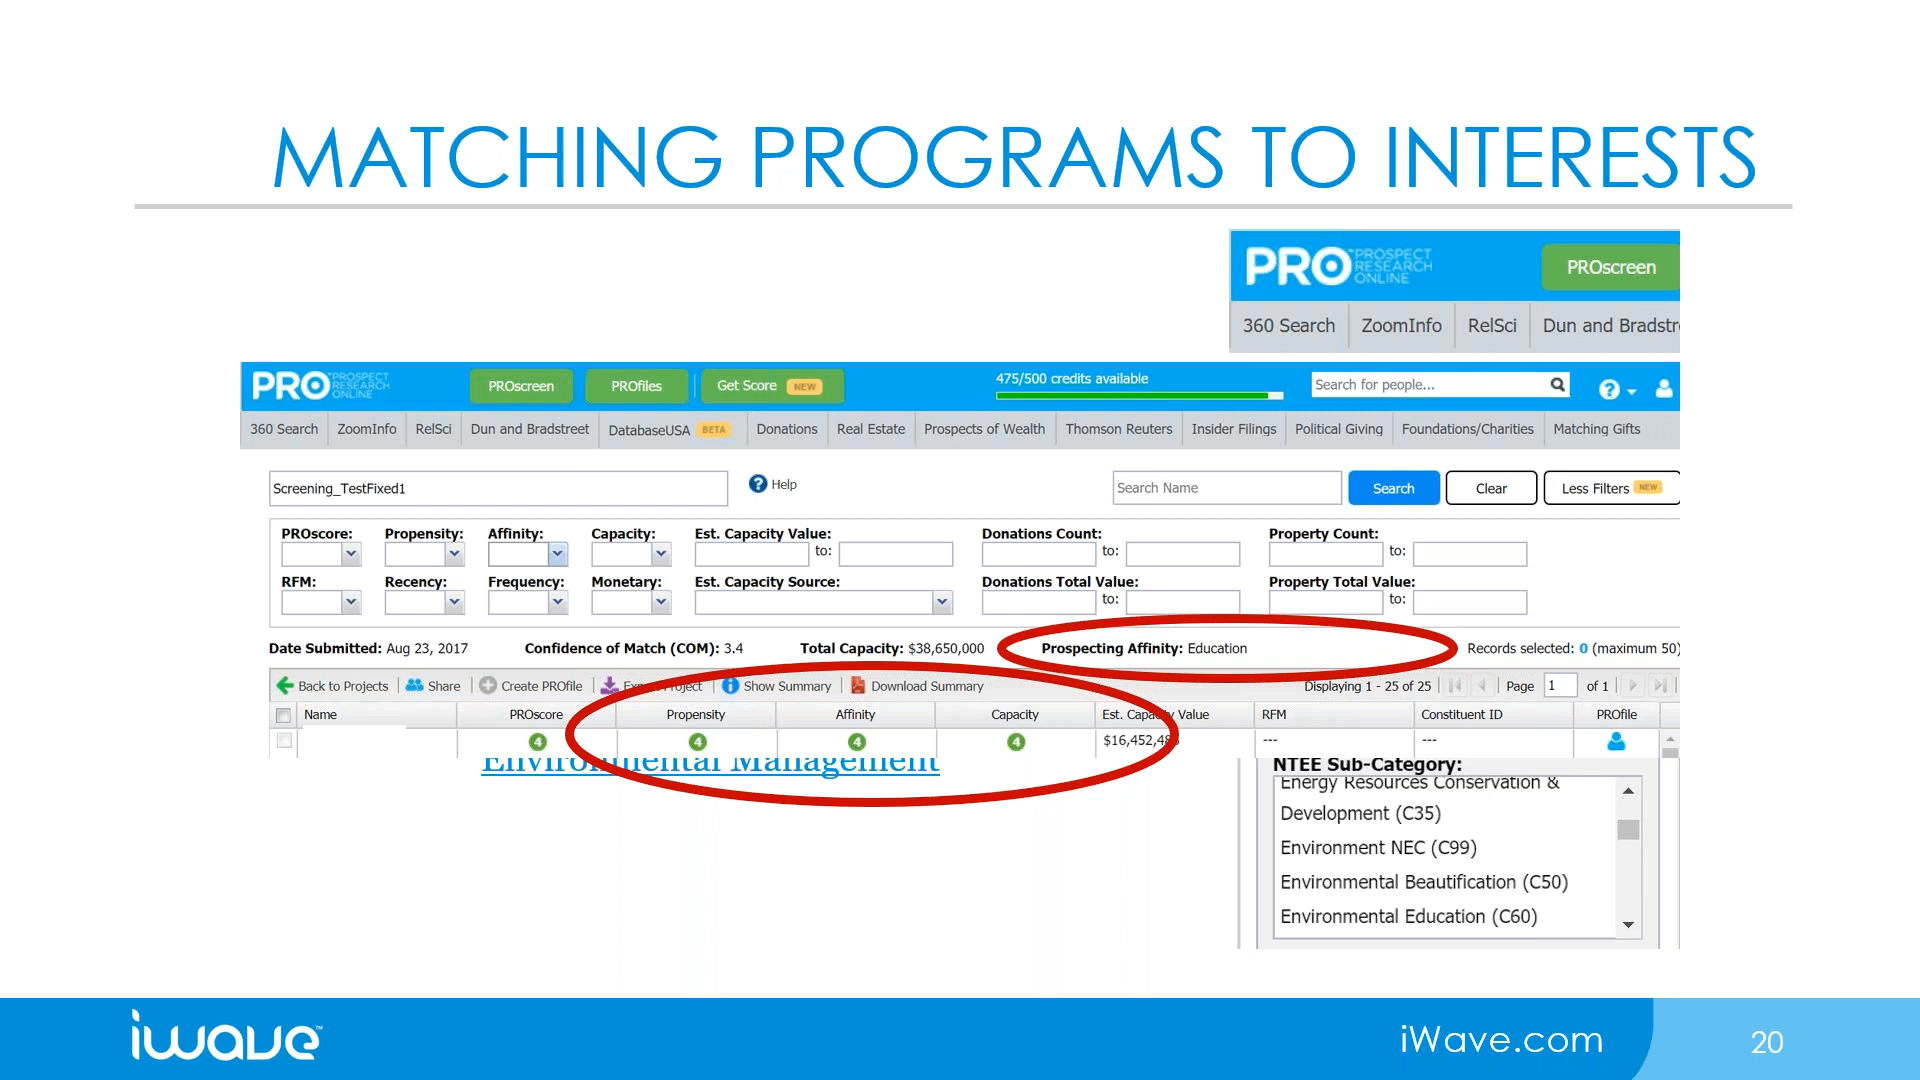 MATCHING PROGRAMS TO INTERESTS
PRO PROSPECT RESEARCH ONLINE PROscreen
360 Search ZoomInfo RelSci Dun and Bradstr
PRO PROSPECT RESEARCH ONLINE PROscreen PROfiles Get Score NEW 475/500 credits available Search for people...
360 Search ZoomInfo RelSci Dun and Bradstreet DatabaseUSA BETA Donations Real Estate Prospects of Wealth Thomson Reuters Insider Filings Political Giving Foundations/Charities Matching Gifts
Screening_TestFixed1 Help Search Name Search Clear Less Filters NEW
PROscore: Propensity: Affinity: Capacity: Est. Capacity Value: Donations Count: Property Count:
to: to: to:
RFM: Recency: Frequency: Monetary: Est. Capacity Source: Donations Total Value: Property Total Value:
to: to:
Date Submitted: Aug 23, 2017 Confidence of Match (COM): 3.4 Total Capacity: $38,650,000 Prospecting Affinity: Education Records selected: 0 (maximum 50)
Back to Projects Share Create PROfile Export Project Show Summary Download Summary Displaying 1 - 25 of 25 Page 1 of 1
Name PROscore Propensity Affinity Capacity Est. Capacity Value RFM Constituent ID PROfile
4 4 4 4 --- ---
Environmental Management
NTEE Sub-Category:
Energy Resources Conservation &
Development (C35)
Environment NEC (C99)
Environmental Beautification (C50)
Environmental Education (C60)
iwave™ iWave.com 20